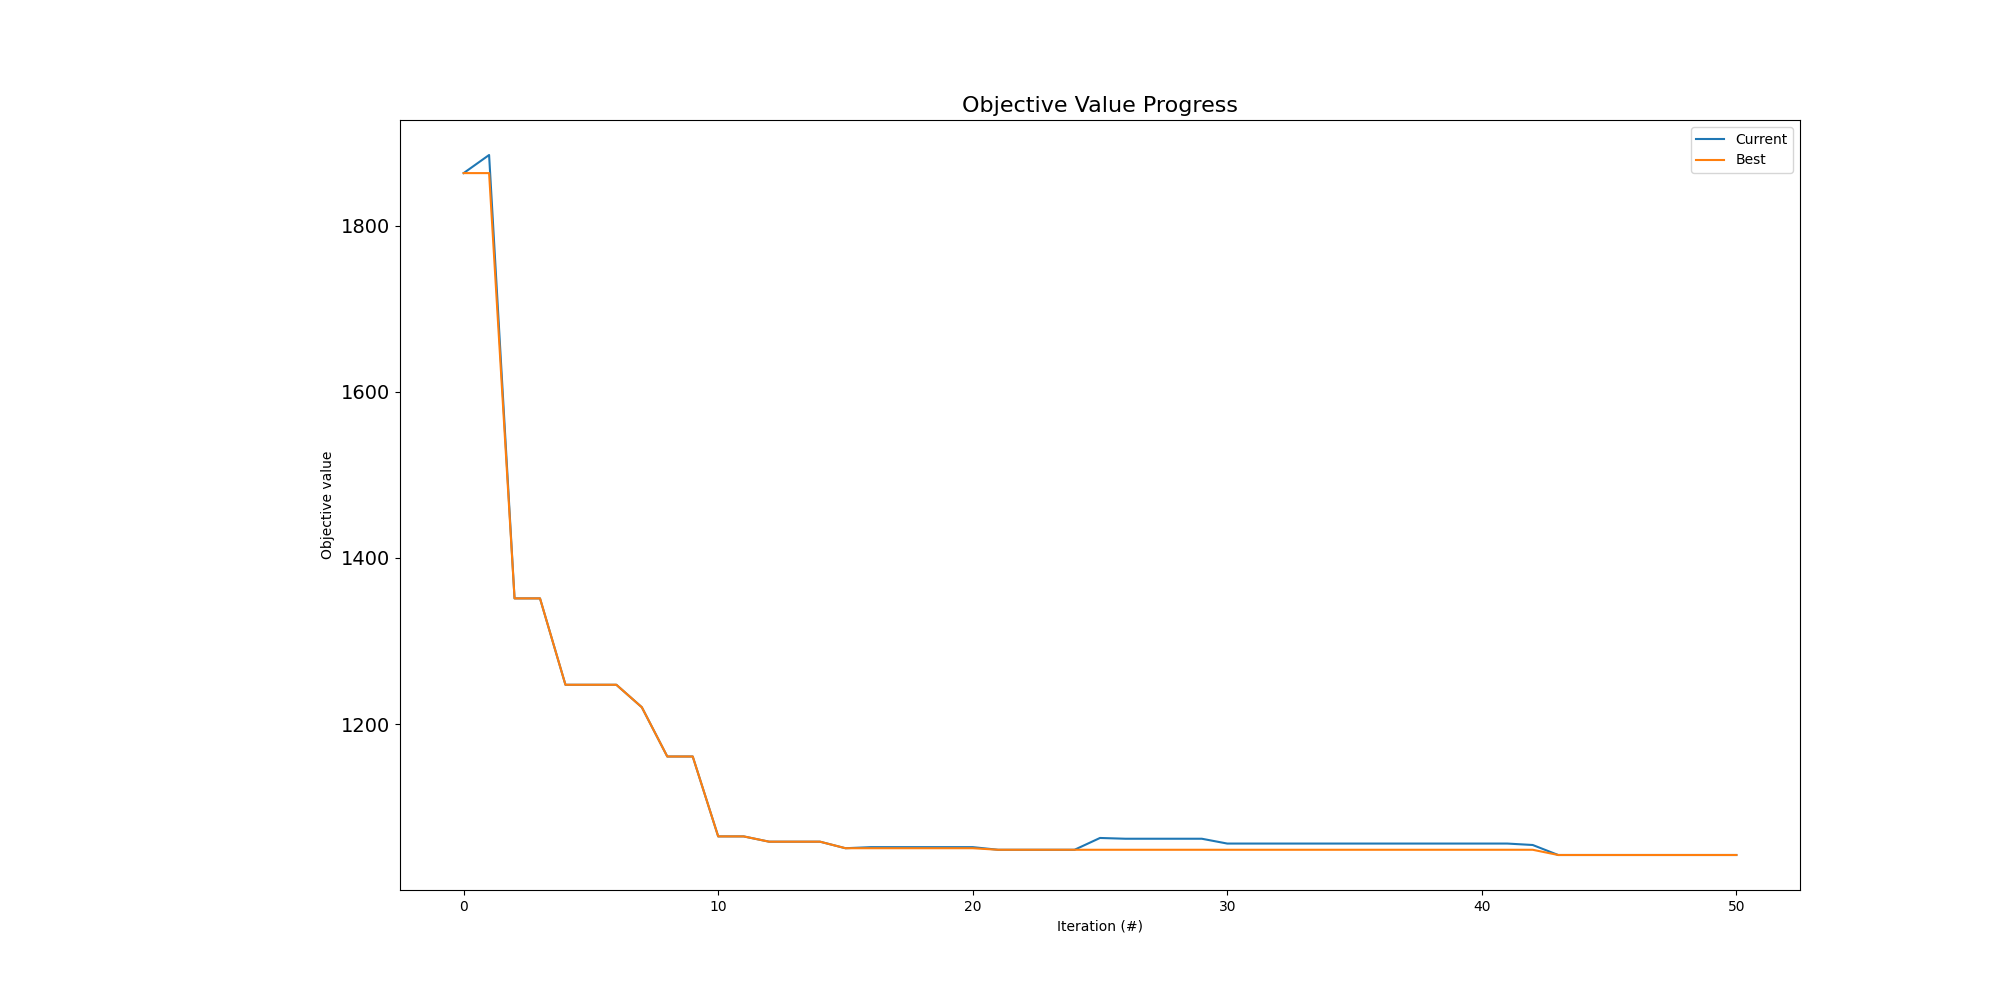 Objective Value Progress
Current
Best
1800
1600
1400
1200
Objective value
0 10 20 30 40 50
Iteration (#)